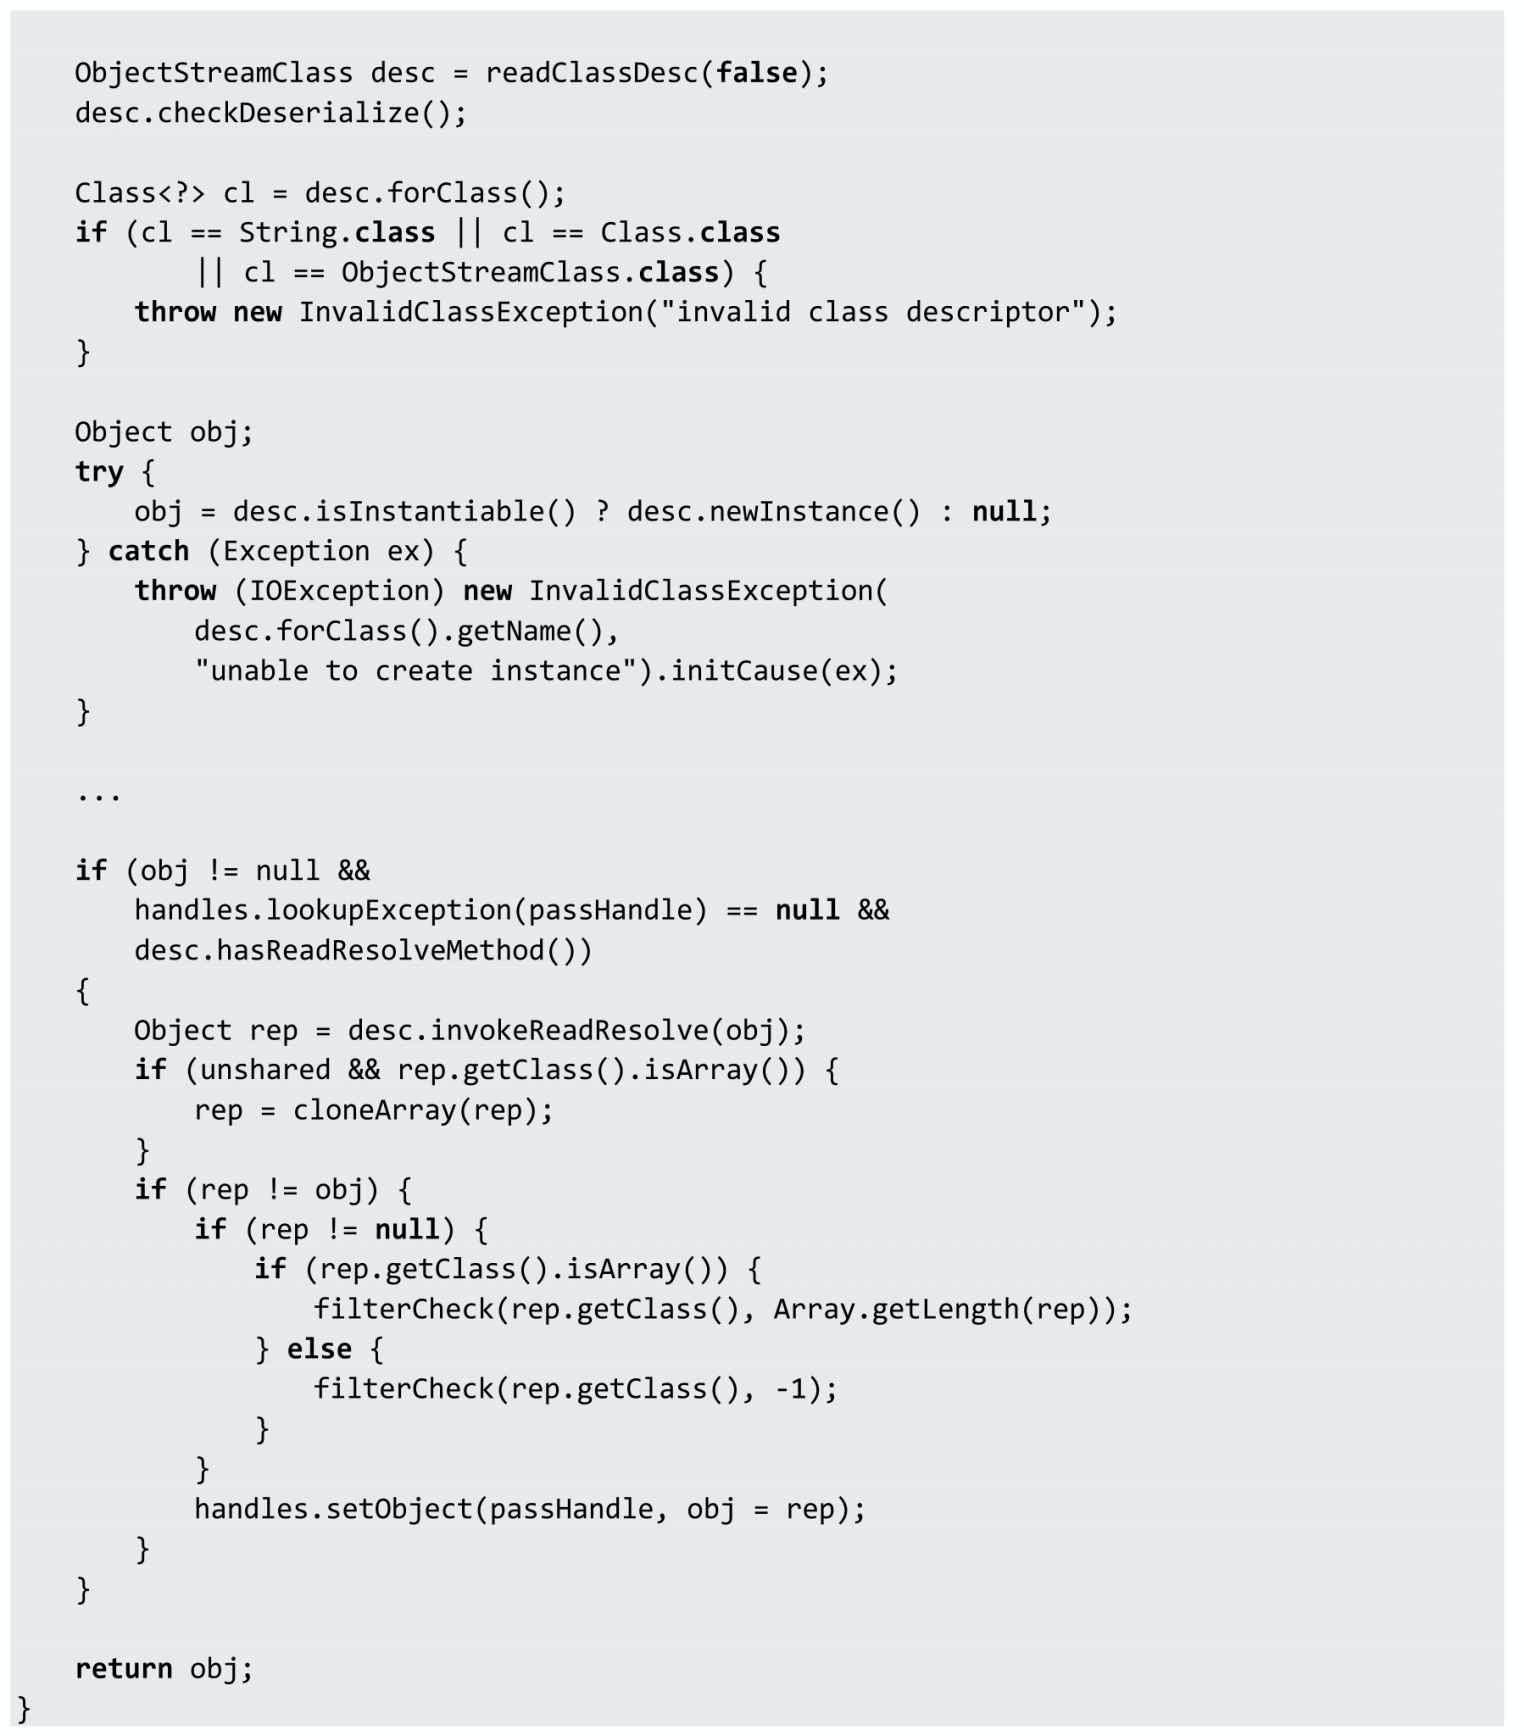 ObjectStreamClass desc = readClassDesc(false);
desc.checkDeserialize();
Class<?> cl = desc.forClass();
if (cl == String.class || cl == Class.class
|| cl == ObjectStreamClass.class) {
throw new InvalidClassException("invalid class descriptor");
}
Object obj;
try {
obj = desc.isInstantiable() ? desc.newInstance() : null;
} catch (Exception ex) {
throw (IOException) new InvalidClassException(
desc.forClass().getName(),
"unable to create instance").initCause(ex);
}
...
if (obj != null &&
handles.lookupException(passHandle) == null &&
desc.hasReadResolveMethod())
{
Object rep = desc.invokeReadResolve(obj);
if (unshared && rep.getClass().isArray()) {
rep = cloneArray(rep);
}
if (rep != obj) {
if (rep != null) {
if (rep.getClass().isArray()) {
filterCheck(rep.getClass(), Array.getLength(rep));
} else {
filterCheck(rep.getClass(), -1);
}
}
handles.setObject(passHandle, obj = rep);
}
}
return obj;
}